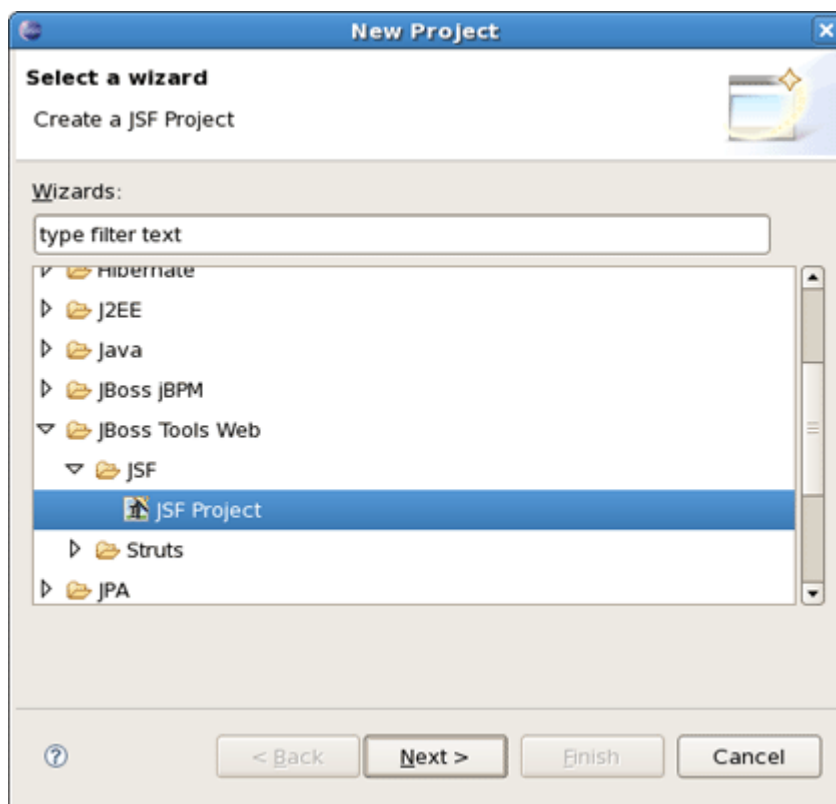 New Project
Select a wizard
Create a JSF Project
Wizards:
type filter text
Hibernate
J2EE
Java
JBoss jBPM
JBoss Tools Web
JSF
JSF Project
Struts
JPA
< Back
Next >
Finish
Cancel